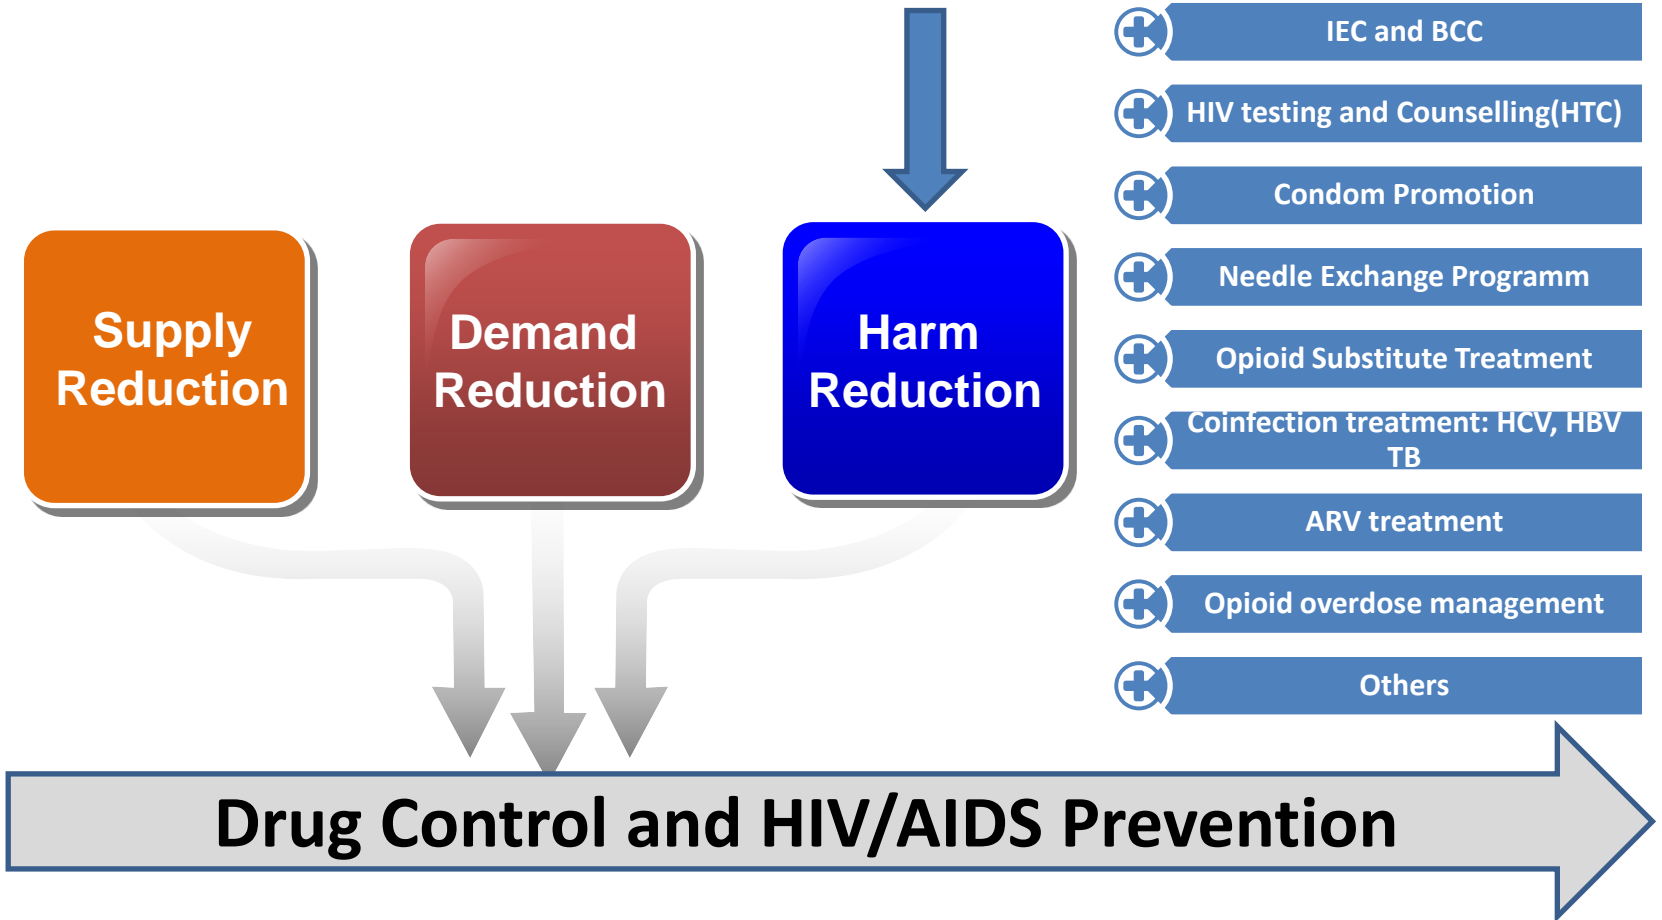 Supply
Reduction
Demand
Reduction
Harm
Reduction
IEC and BCC
HIV testing and Counselling(HTC)
Condom Promotion
Needle Exchange Programm
Opioid Substitute Treatment
Coinfection treatment: HCV, HBV
TB
ARV treatment
Opioid overdose management
Others
Drug Control and HIV/AIDS Prevention